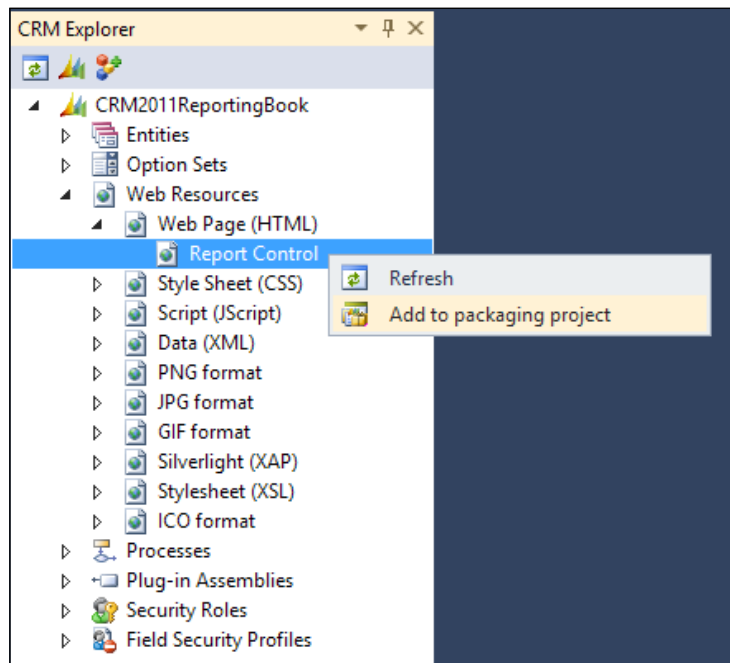 CRM Explorer
CRM2011ReportingBook
Entities
Option Sets
Web Resources
Web Page (HTML)
Report Control
Refresh
Style Sheet (CSS)
Add to packaging project
Script (JScript)
Data (XML)
PNG format
JPG format
GIF format
Silverlight (XAP)
Stylesheet (XSL)
ICO format
Processes
Plug-in Assemblies
Security Roles
Field Security Profiles